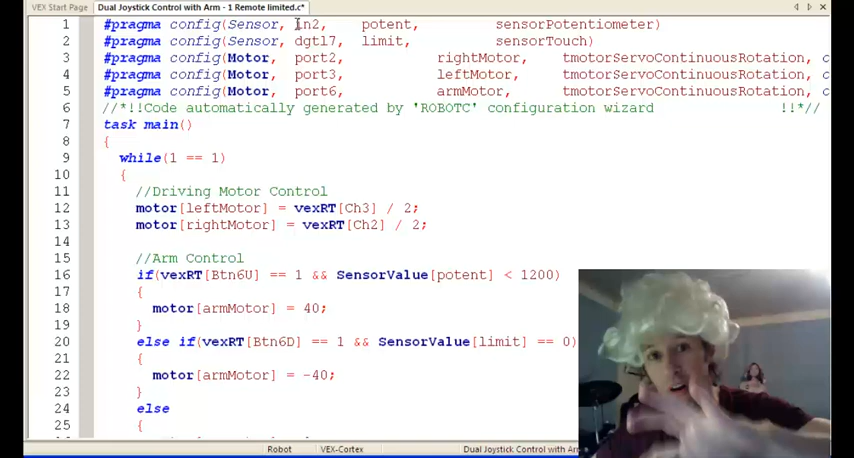 VEX Start Page Dual Joystick Control with Arm - 1 Remote limited.c*
1 #pragma config(Sensor, in2, potent, sensorPotentiometer)
2 #pragma config(Sensor, dgtl7, limit, sensorTouch)
3 #pragma config(Motor, port2, rightMotor, tmotorServoContinuousRotation, c
4 #pragma config(Motor, port3, leftMotor, tmotorServoContinuousRotation, c
5 #pragma config(Motor, port6, armMotor, tmotorServoContinuousRotation, c
6 //*!!Code automatically generated by 'ROBOTC' configuration wizard !!*//
7 task main()
8 {
9 while(1 == 1)
10 {
11 //Driving Motor Control
12 motor[leftMotor] = vexRT[Ch3] / 2;
13 motor[rightMotor] = vexRT[Ch2] / 2;
14
15 //Arm Control
16 if(vexRT[Btn6U] == 1 && SensorValue[potent] < 1200)
17 {
18 motor[armMotor] = 40;
19 }
20 else if(vexRT[Btn6D] == 1 && SensorValue[limit] == 0)
21 {
22 motor[armMotor] = -40;
23 }
24 else
25 {
Robot VEX-Cortex Dual Joystick Control with Arm